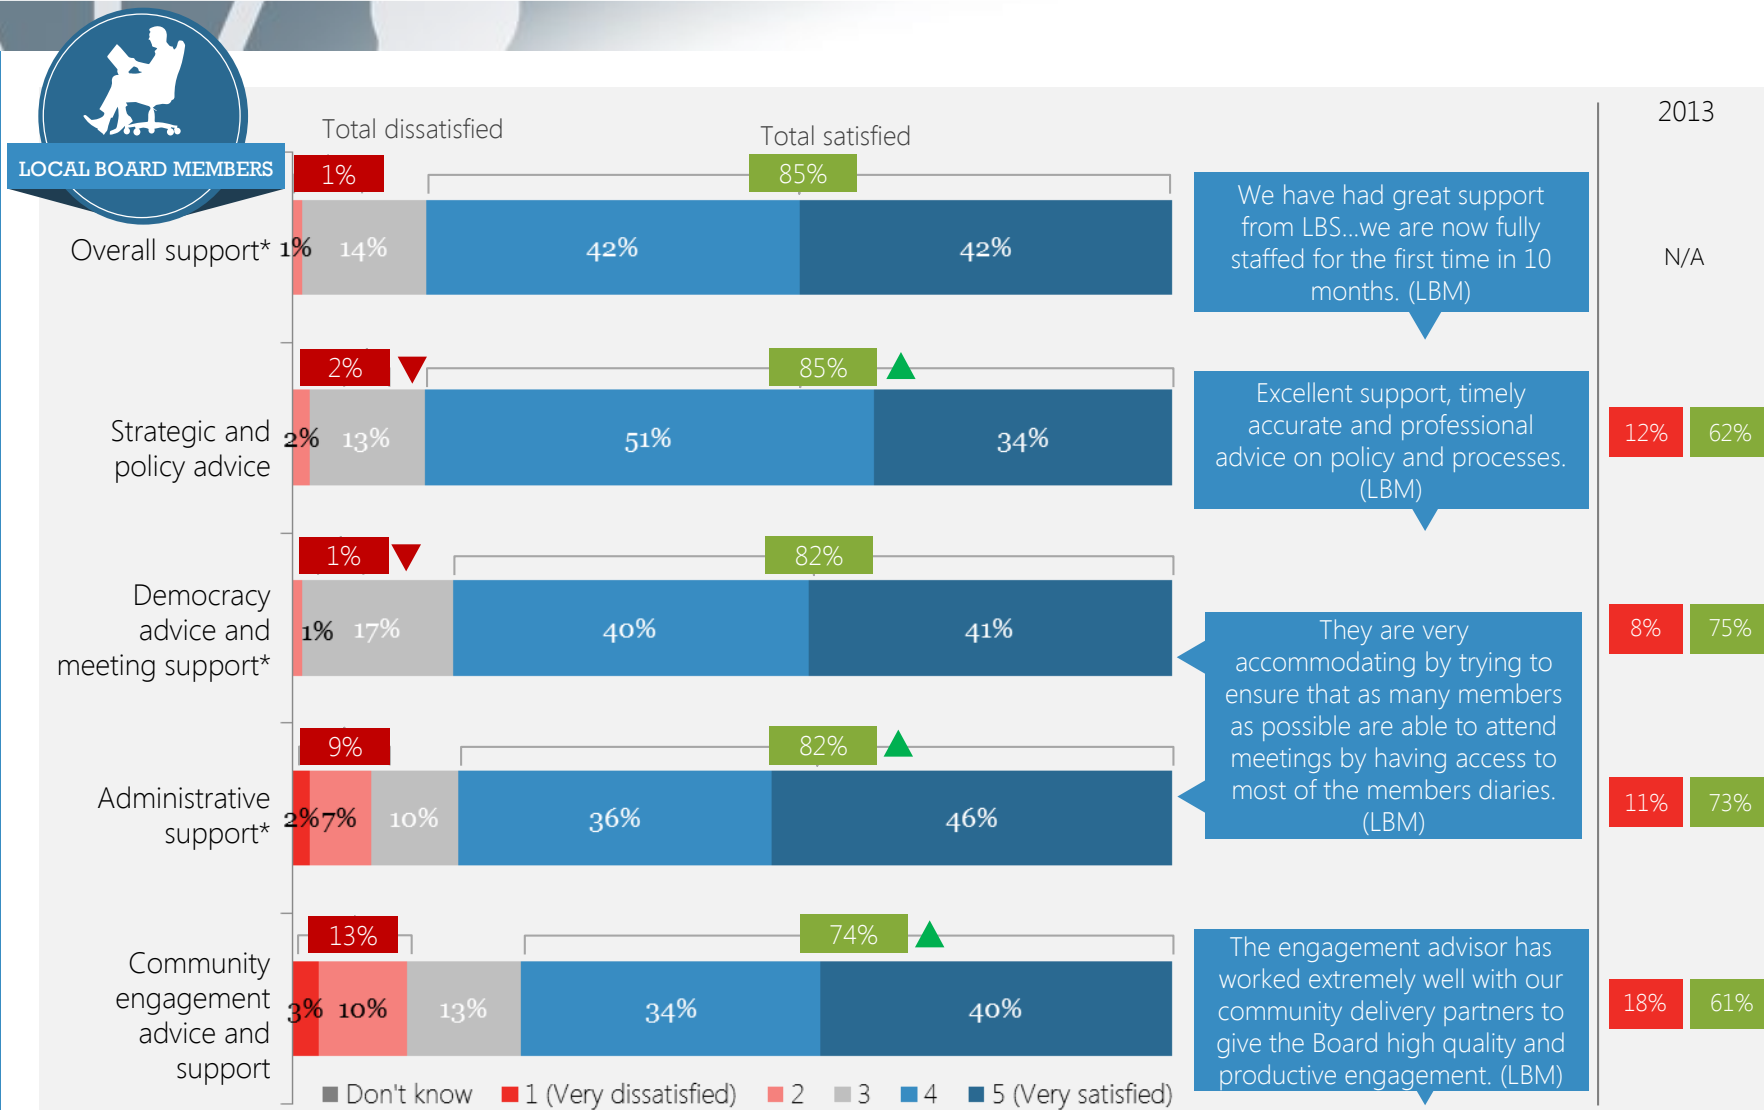 LOCAL BOARD MEMBERS
Total dissatisfied
Total satisfied
2013
1%
85%
Overall support*
1%
14%
42%
42%
We have had great support
from LBS...we are now fully
staffed for the first time in 10
months. (LBM)
N/A
2%
85%
Strategic and
policy advice
2%
13%
51%
34%
Excellent support, timely
accurate and professional
advice on policy and processes.
(LBM)
12%
62%
1%
82%
Democracy
advice and
meeting support*
1%
17%
40%
41%
They are very
accommodating by trying to
ensure that as many members
as possible are able to attend
meetings by having access to
most of the members diaries.
(LBM)
8%
75%
9%
82%
Administrative
support*
2%
7%
10%
36%
46%
11%
73%
13%
74%
Community
engagement
advice and
support
3%
10%
13%
34%
40%
The engagement advisor has
worked extremely well with our
community delivery partners to
give the Board high quality and
productive engagement. (LBM)
18%
61%
Don't know
1 (Very dissatisfied)
2
3
4
5 (Very satisfied)